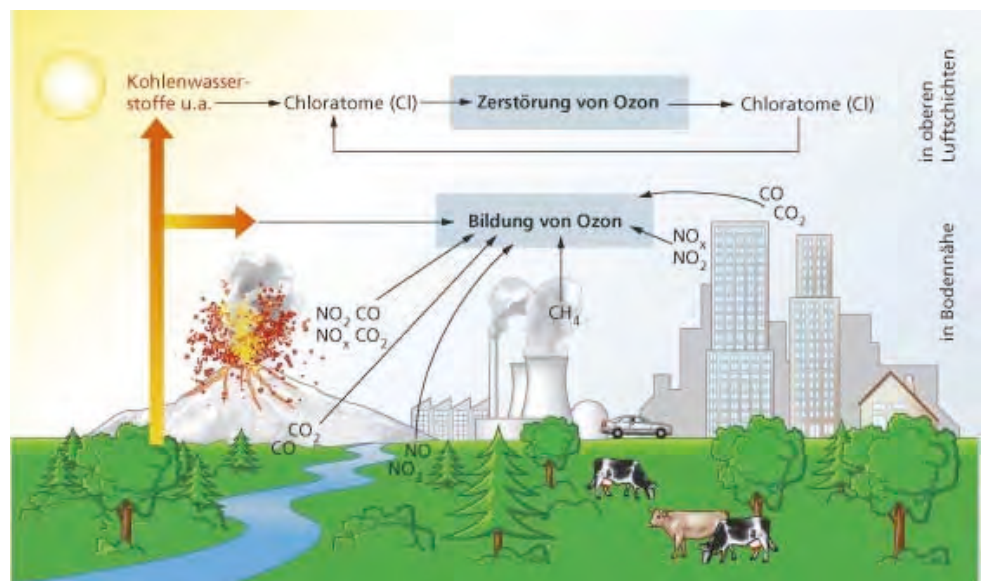 Kohlenwasser-
stoffe u.a.
Chloratome (Cl)
Zerstörung von Ozon
Chloratome (Cl)
in oberen
Luftschichten
Bildung von Ozon
CO
CO₂
NOₓ
NO₂
in Bodennähe
NO₂ CO
NOₓ CO₂
CH₄
CO₂
CO
NO